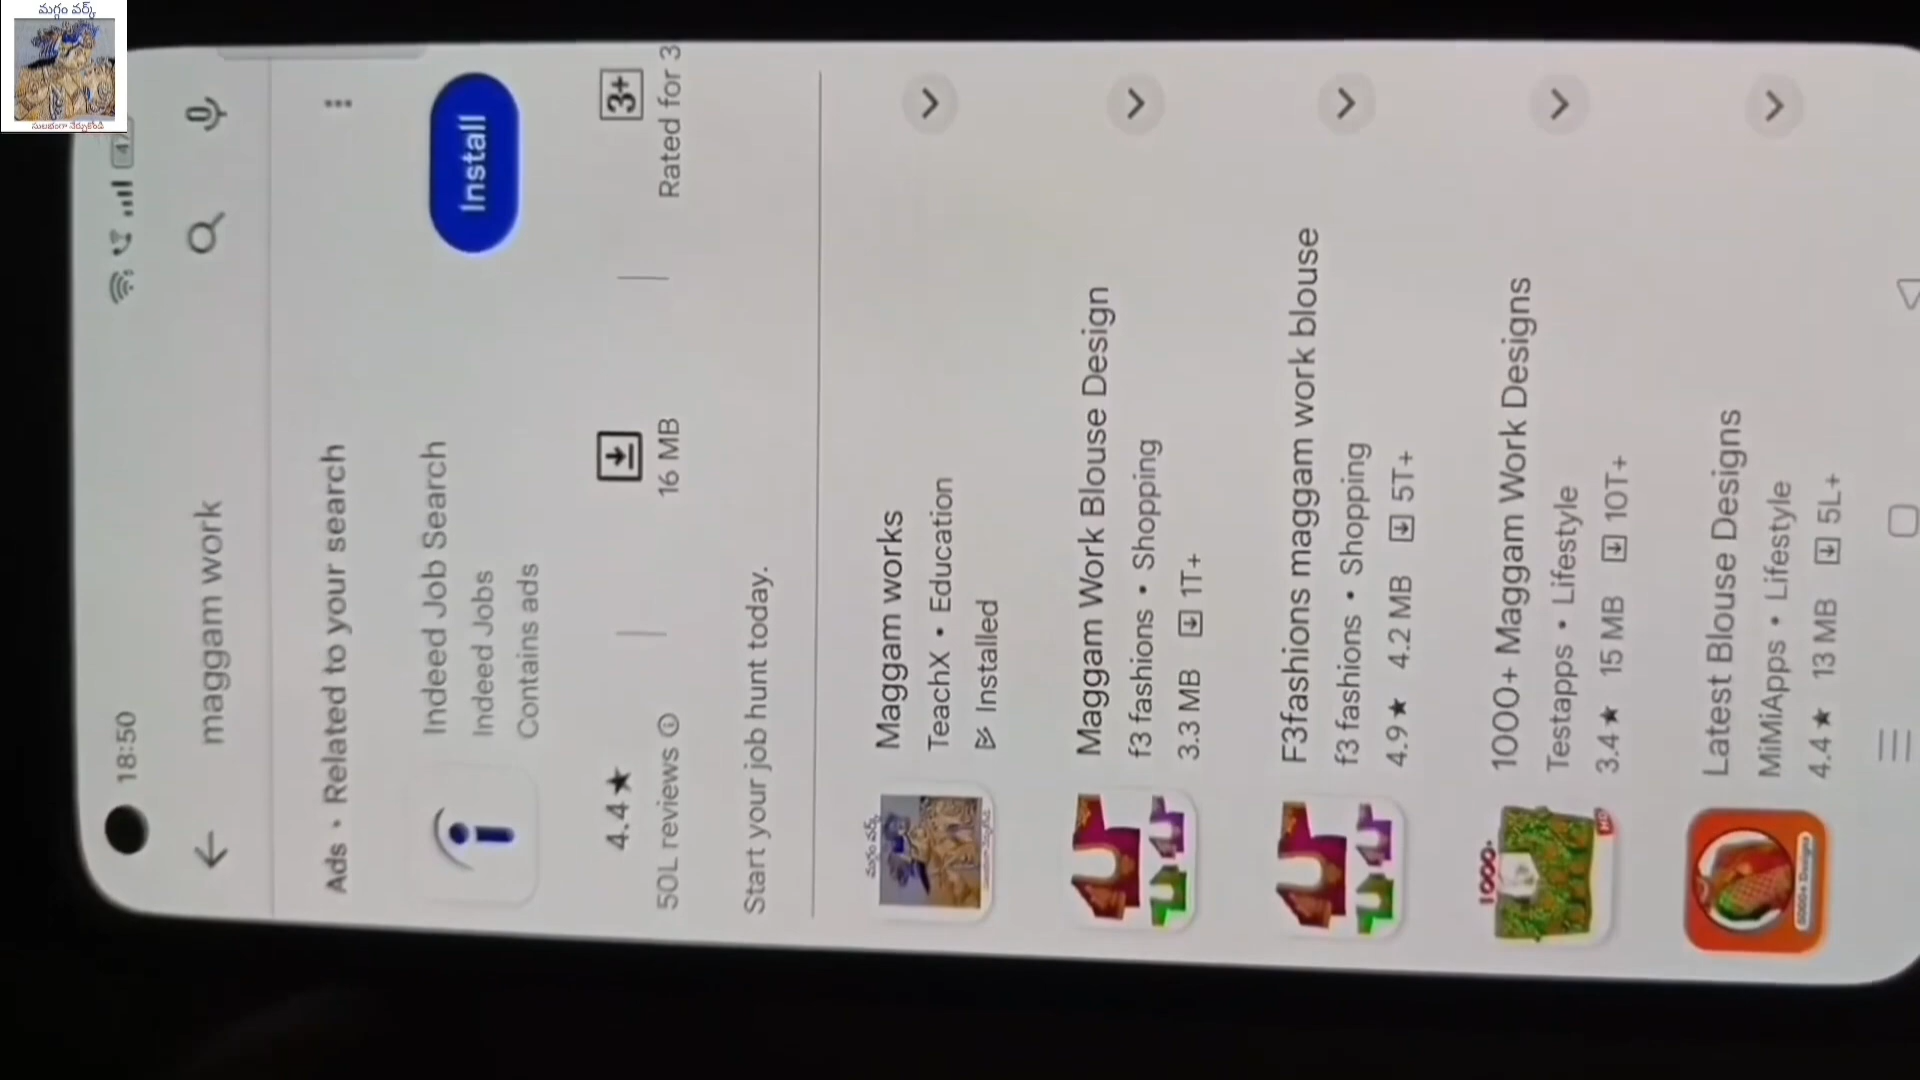 మగ్గం వర్క్
సులభంగా నేర్చుకోండి
18:50
maggam work
Ads • Related to your search
Indeed Job Search
Indeed Jobs
Contains ads
Install
4.4★
50L reviews
16 MB
3+
Rated for 3
Start your job hunt today.
Maggam works
TeachX • Education
Installed
Maggam Work Blouse Design
f3 fashions • Shopping
3.3 MB 1T+
F3fashions maggam work blouse
f3 fashions • Shopping
4.9★ 4.2 MB 5T+
1000+
1000+ Maggam Work Designs
Testapps • Lifestyle
3.4★ 15 MB 10T+
Latest Blouse Designs
MiMiApps • Lifestyle
4.4★ 13 MB 5L+